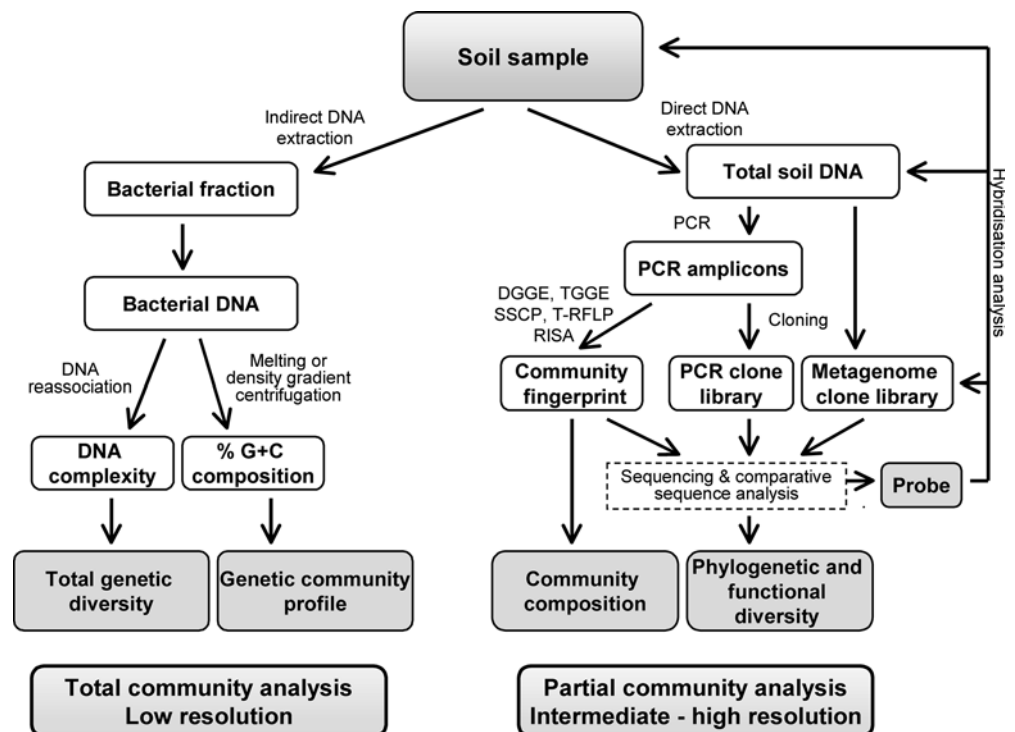 Soil sample
Indirect DNA
extraction
Direct DNA
extraction
Bacterial fraction
Total soil DNA
Hybridisation analysis
PCR
Bacterial DNA
PCR amplicons
DGGE, TGGE
SSCP, T-RFLP
RISA
Cloning
DNA
reassociation
Melting or
density gradient
centrifugation
Community
fingerprint
PCR clone
library
Metagenome
clone library
DNA
complexity
% G+C
composition
Sequencing & comparative
sequence analysis
Probe
Total genetic
diversity
Genetic community
profile
Community
composition
Phylogenetic and
functional
diversity
Total community analysis
Low resolution
Partial community analysis
Intermediate - high resolution